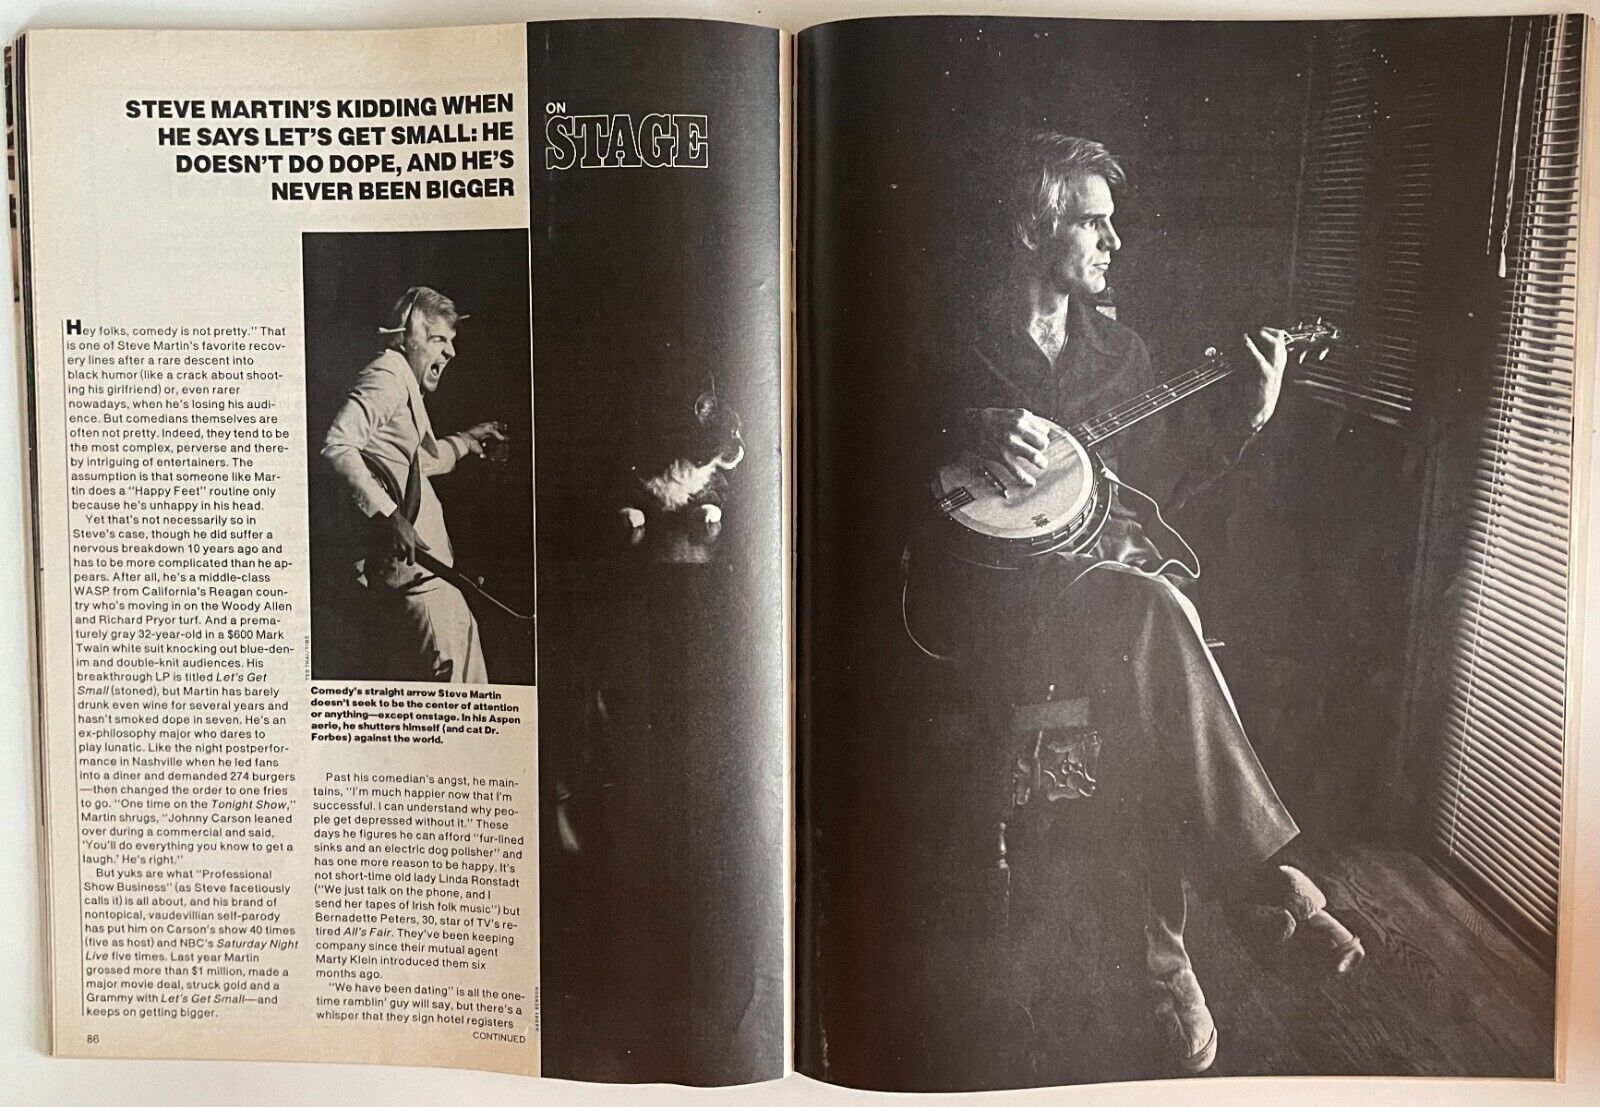 STEVE MARTIN'S KIDDING WHEN
HE SAYS LET'S GET SMALL: HE
DOESN'T DO DOPE, AND HE'S
NEVER BEEN BIGGER
ON
STAGE
Hey folks, comedy is not pretty." That
is one of Steve Martin's favorite recov-
ery lines after a rare descent into
black humor (like a crack about shoot-
ing his girlfriend) or, even rarer
nowadays, when he's losing his audi-
ence. But comedians themselves are
often not pretty. Indeed, they tend to be
the most complex, perverse and there-
by intriguing of entertainers. The
assumption is that someone like Mar-
tin does a "Happy Feet" routine only
because he's unhappy in his head.
Yet that's not necessarily so in
Steve's case, though he did suffer a
nervous breakdown 10 years ago and
has to be more complicated than he ap-
pears. After all, he's a middle-class
WASP from California's Reagan coun-
try who's moving in on the Woody Allen
and Richard Pryor turf. And a prema-
turely gray 32-year-old in a $600 Mark
Twain white suit knocking out blue-den-
im and double-knit audiences. His
breakthrough LP is titled Let's Get
Small (stoned), but Martin has barely
drunk even wine for several years and
hasn't smoked dope in seven. He's an
ex-philosophy major who dares to
play lunatic. Like the night postperfor-
mance in Nashville when he led fans
into a diner and demanded 274 burgers
—then changed the order to one fries
to go. "One time on the Tonight Show,"
Martin shrugs, "Johnny Carson leaned
over during a commercial and said,
'You'll do everything you know to get a
laugh.' He's right."
But yuks are what "Professional
Show Business" (as Steve facetiously
calls it) is all about, and his brand of
nontopical, vaudevillian self-parody
has put him on Carson's show 40 times
(five as host) and NBC's Saturday Night
Live five times. Last year Martin
grossed more than $1 million, made a
major movie deal, struck gold and a
Grammy with Let's Get Small—and
keeps on getting bigger.
TED THAI/TIME
Comedy's straight arrow Steve Martin
doesn't seek to be the center of attention
or anything—except onstage. In his Aspen
aerie, he shutters himself (and cat Dr.
Forbes) against the world.
Past his comedian's angst, he main-
tains, "I'm much happier now that I'm
successful. I can understand why peo-
ple get depressed without it." These
days he figures he can afford "fur-lined
sinks and an electric dog polisher" and
has one more reason to be happy. It's
not short-time old lady Linda Ronstadt
("We just talk on the phone, and I
send her tapes of Irish folk music") but
Bernadette Peters, 30, star of TV's re-
tired All's Fair. They've been keeping
company since their mutual agent
Marty Klein introduced them six
months ago.
"We have been dating" is all the one-
time ramblin' guy will say, but there's a
whisper that they sign hotel registers
CONTINUED
HARRY BENSON
86